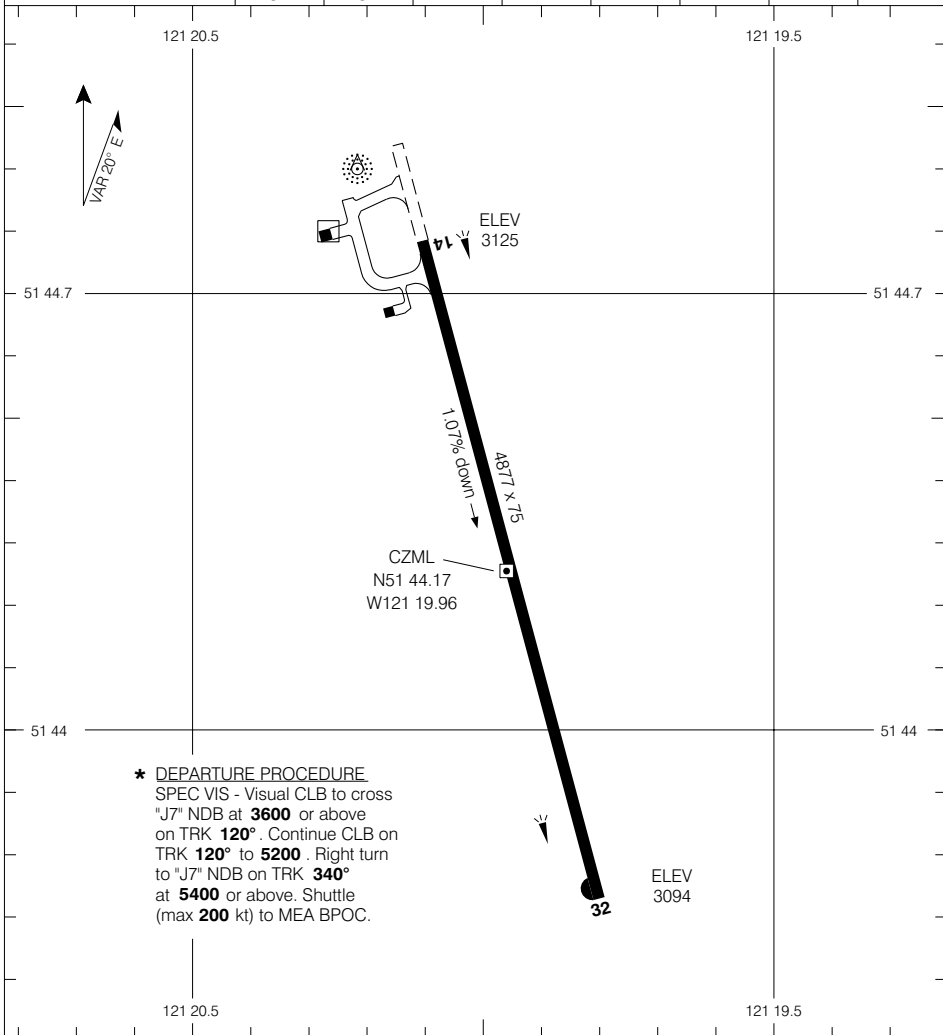 121 20.5
121 19.5
VAR 20° E
ELEV
3125
14
51 44.7
51 44.7
1.07% down
4877 x 75
CZML
N51 44.17
W121 19.96
51 44
51 44
* DEPARTURE PROCEDURE
SPEC VIS - Visual CLB to cross
"J7" NDB at 3600 or above
on TRK 120°. Continue CLB on
TRK 120° to 5200 . Right turn
to "J7" NDB on TRK 340°
at 5400 or above. Shuttle
(max 200 kt) to MEA BPOC.
ELEV
3094
32
121 20.5
121 19.5